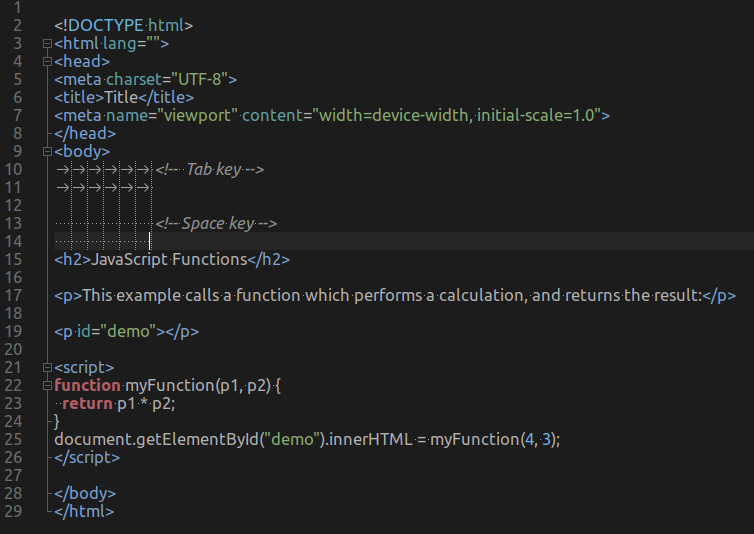 1
2 <!DOCTYPE html>
3 <html lang="">
4 <head>
5 <meta charset="UTF-8">
6 <title>Title</title>
7 <meta name="viewport" content="width=device-width, initial-scale=1.0">
8 </head>
9 <body>
10 <!-- Tab key -->
11
12
13 <!-- Space key -->
14
15 <h2>JavaScript Functions</h2>
16
17 <p>This example calls a function which performs a calculation, and returns the result:</p>
18
19 <p id="demo"></p>
20
21 <script>
22 function myFunction(p1, p2) {
23   return p1 * p2;
24 }
25 document.getElementById("demo").innerHTML = myFunction(4, 3);
26 </script>
27
28 </body>
29 </html>